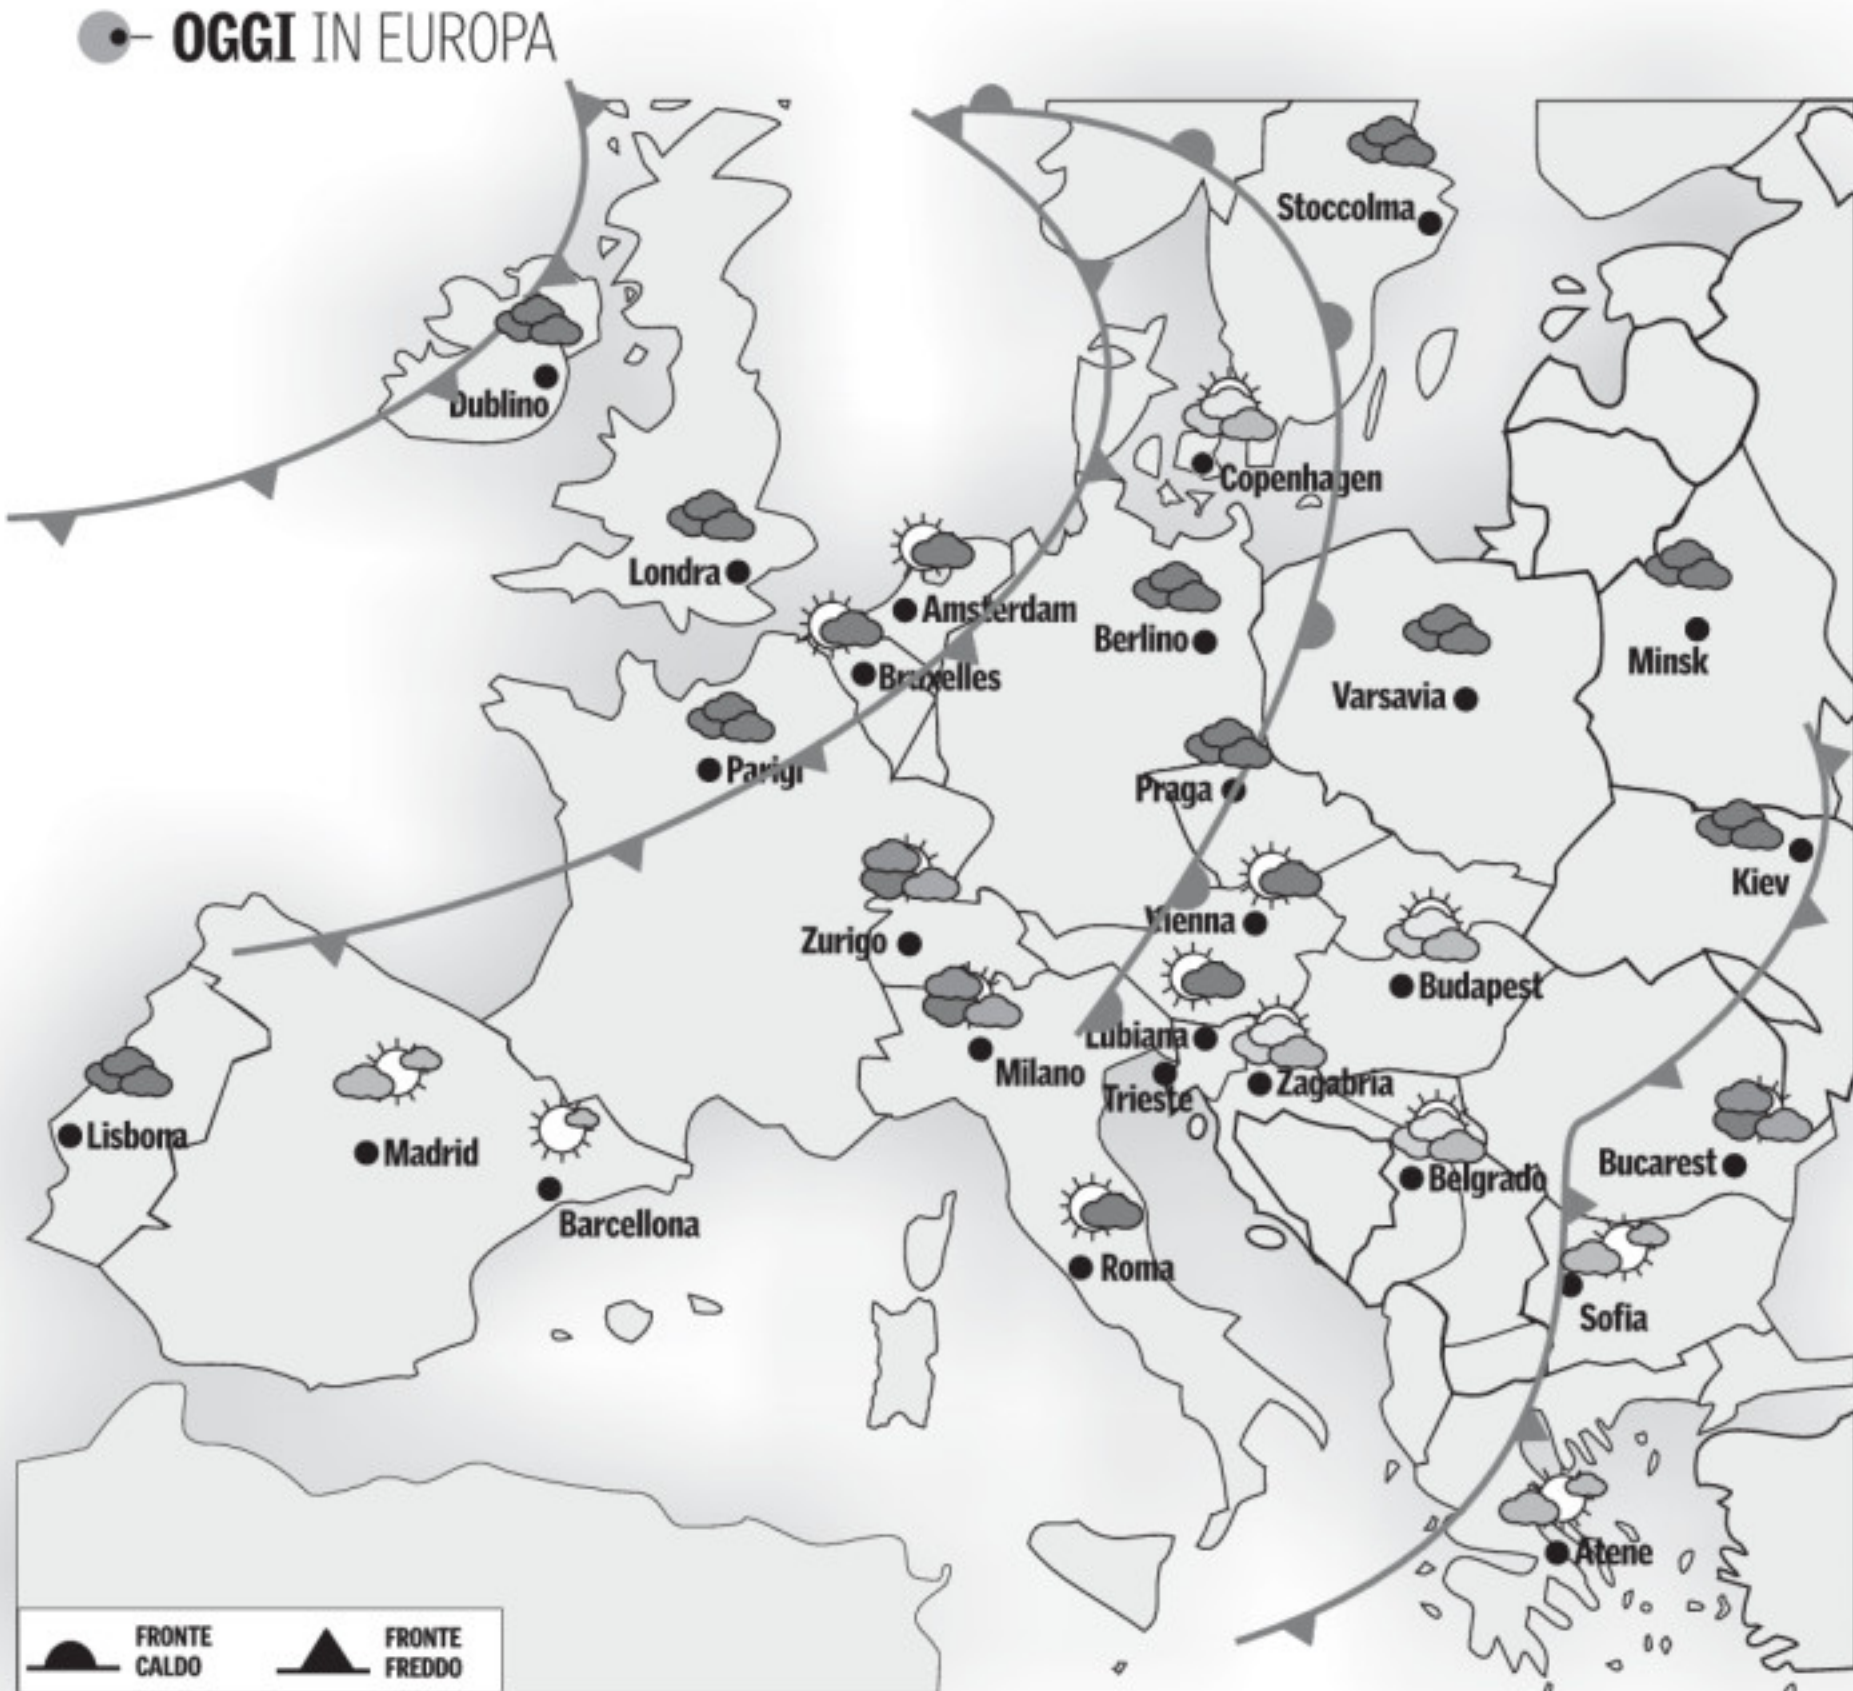 OGGI IN EUROPA
Stoccolma
Dublino
Copenhagen
Londra
Amsterdam
Berlino
Minsk
Bruxelles
Varsavia
Parigi
Praga
Kiev
Vienna
Zurigo
Budapest
Lubiana
Milano
Zagabria
Trieste
Lisbona
Madrid
Bucarest
Belgrado
Barcellona
Roma
Sofia
Atene
FRONTE
CALDO
FRONTE
FREDDO